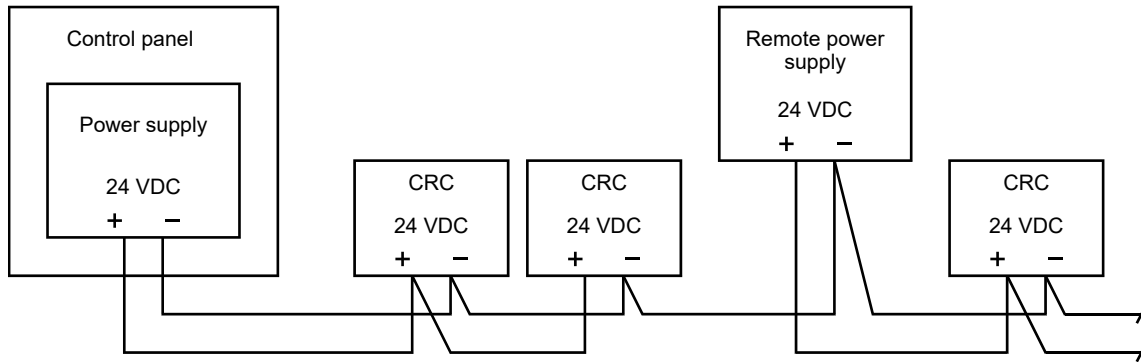 Control panel
Power supply
24 VDC
+ −
CRC
24 VDC
+ −
CRC
24 VDC
+ −
Remote power
supply
24 VDC
+ −
CRC
24 VDC
+ −